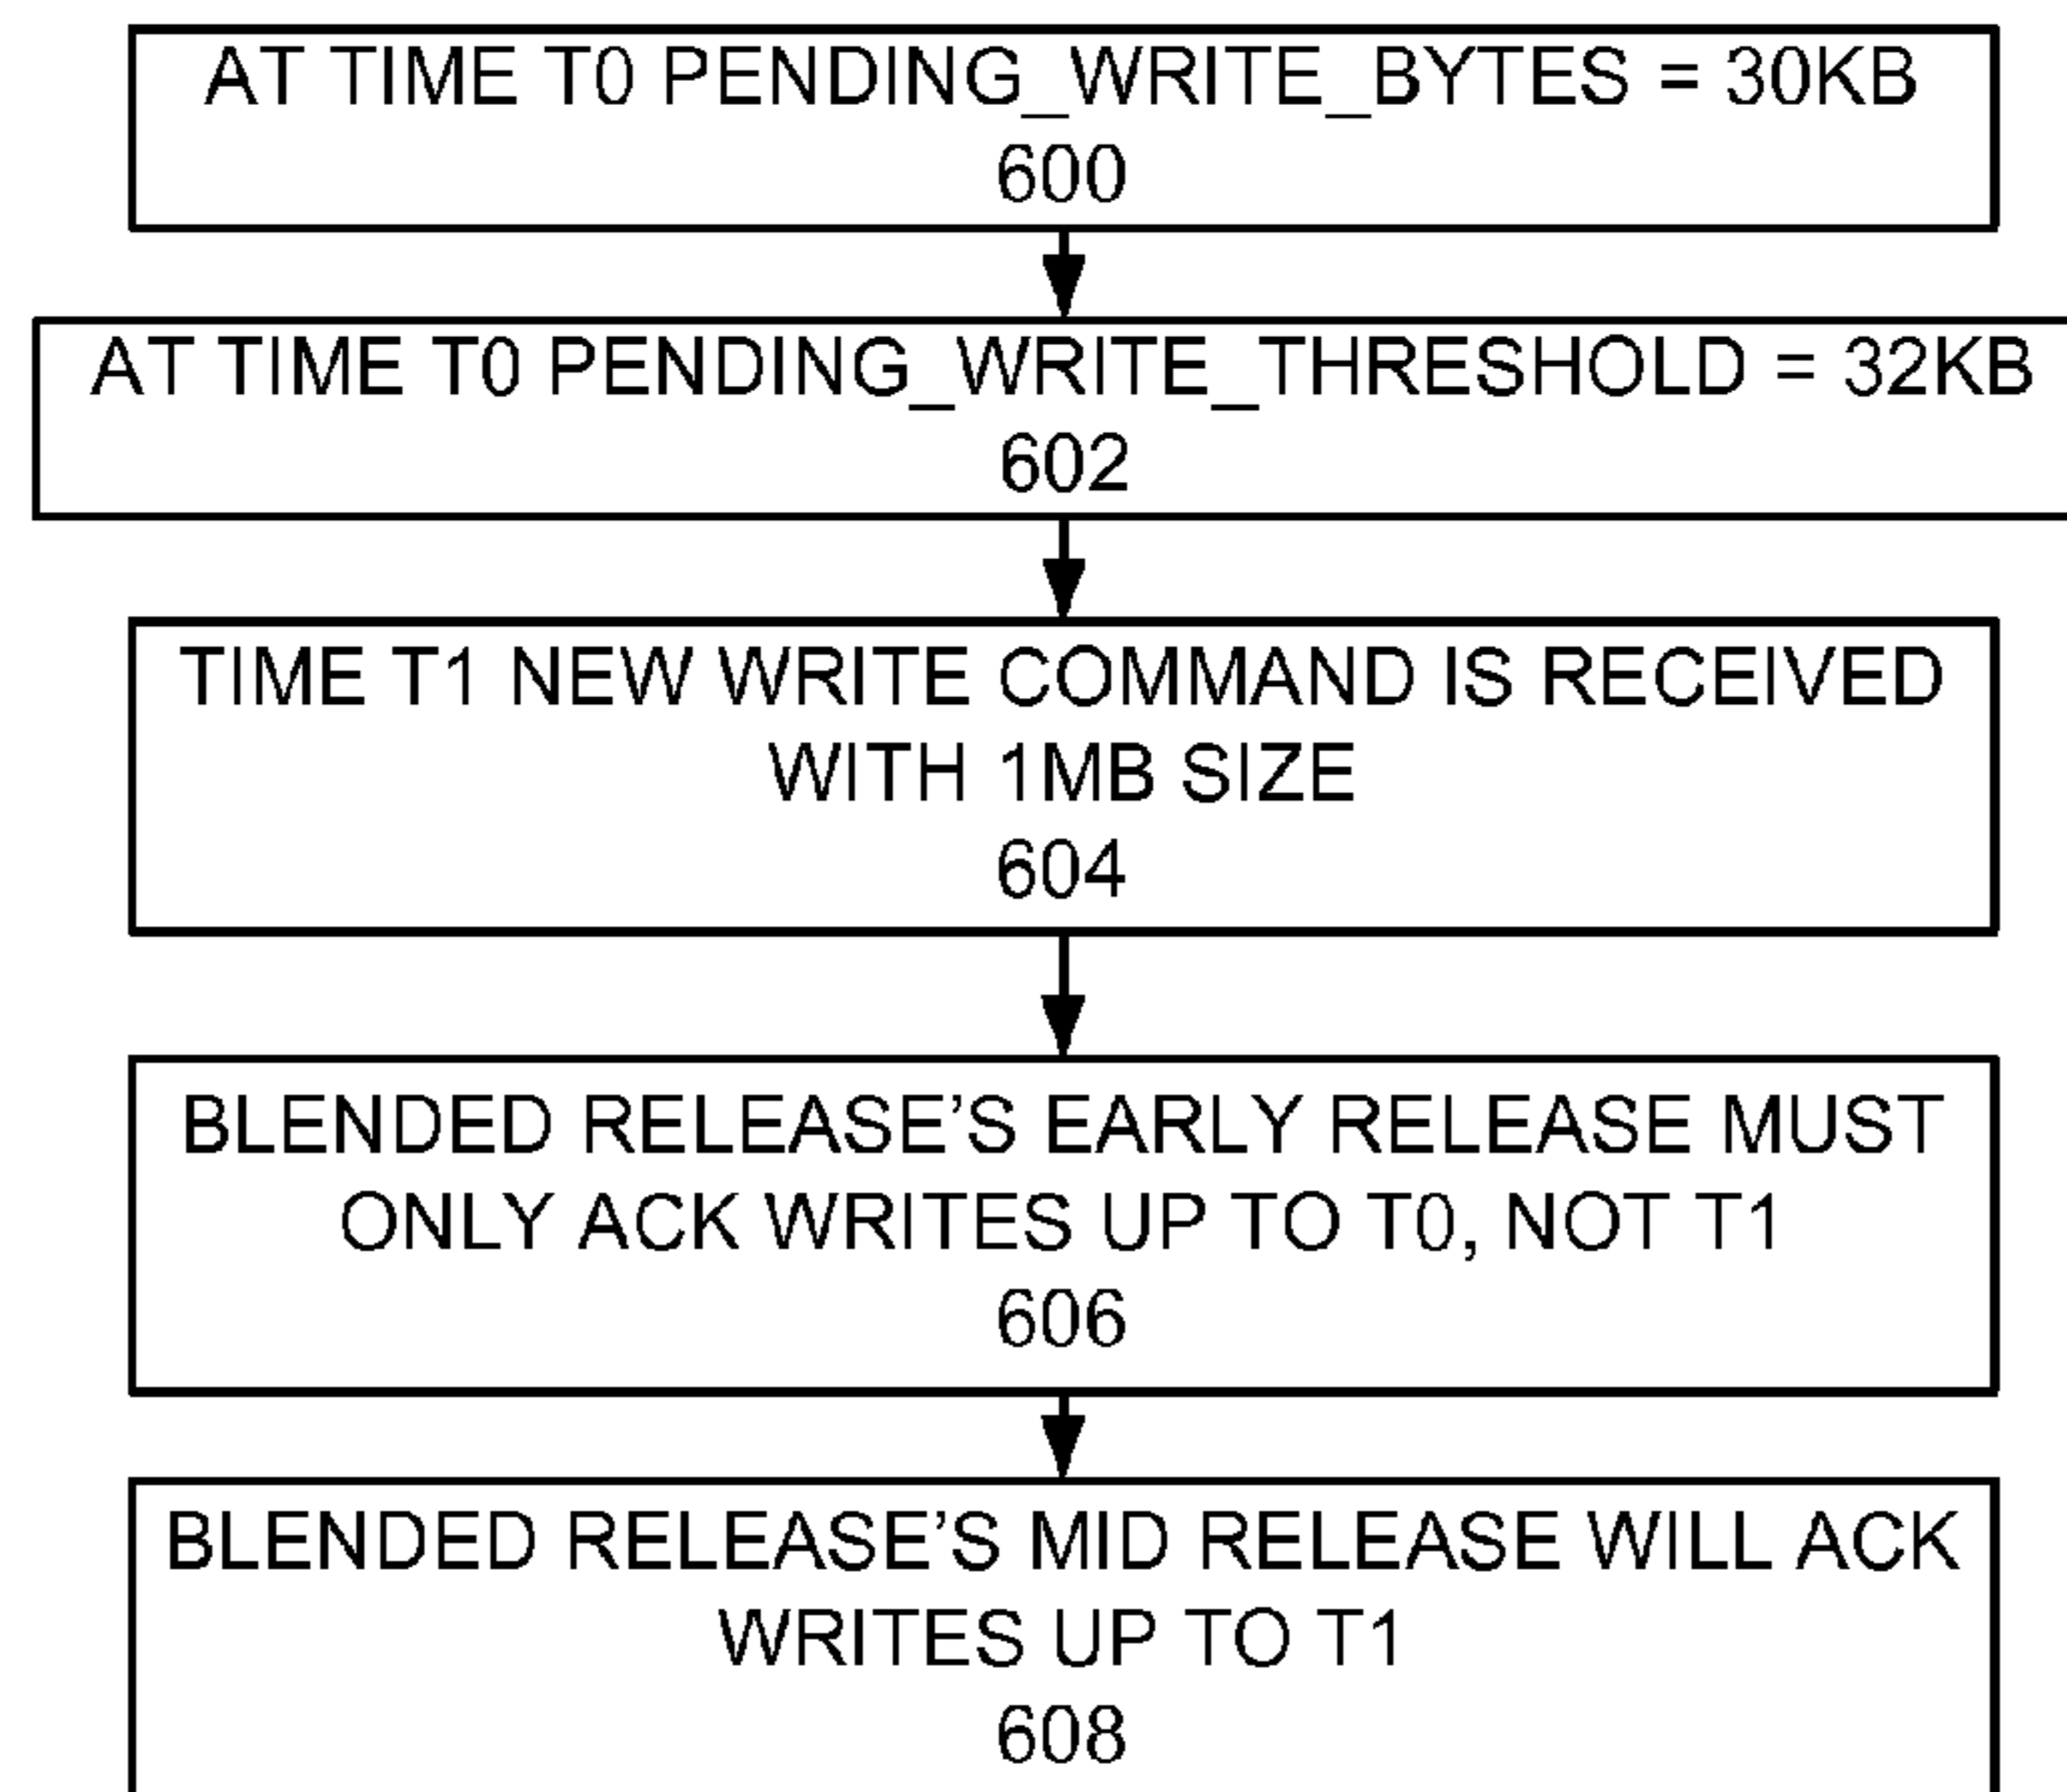 AT TIME T0 PENDING_WRITE_BYTES = 30KB
600
AT TIME T0 PENDING_WRITE_THRESHOLD = 32KB
602
TIME T1 NEW WRITE COMMAND IS RECEIVED
WITH 1MB SIZE
604
BLENDED RELEASE’S EARLY RELEASE MUST
ONLY ACK WRITES UP TO T0, NOT T1
606
BLENDED RELEASE’S MID RELEASE WILL ACK
WRITES UP TO T1
608